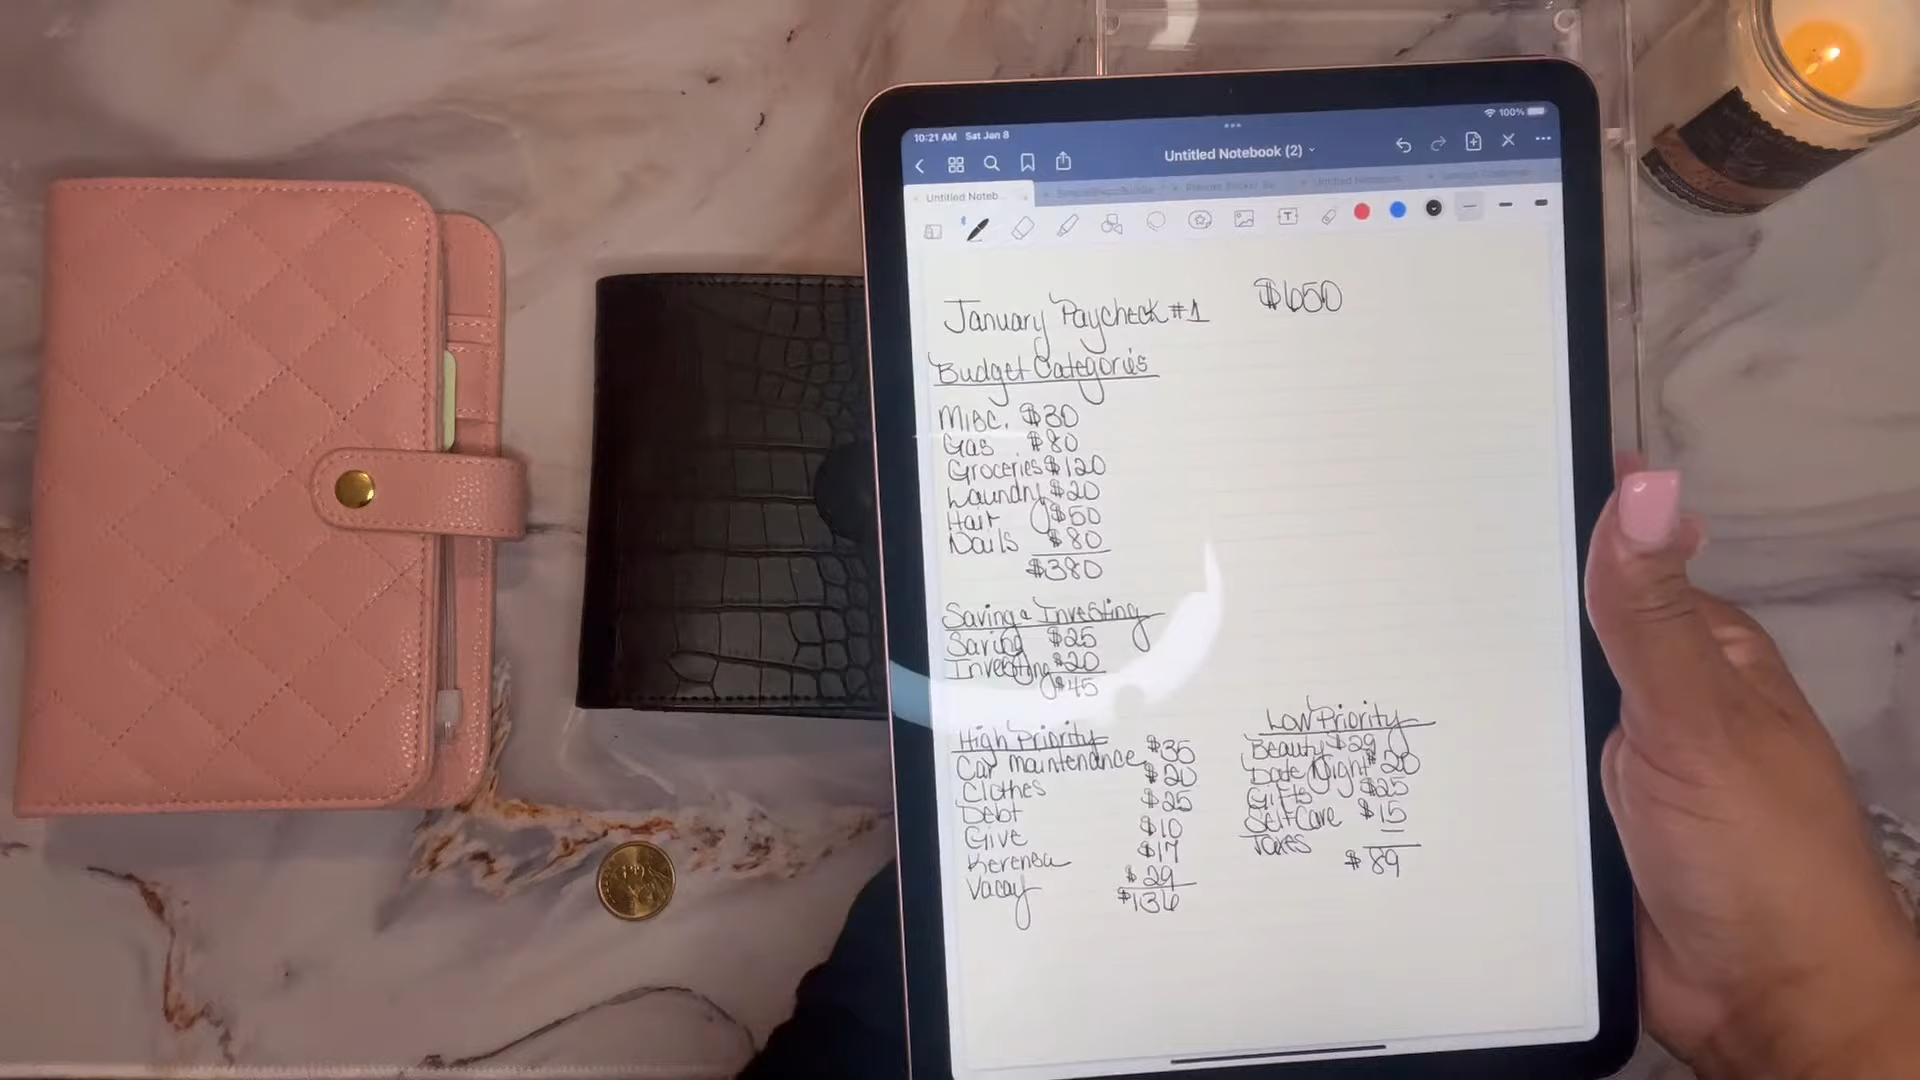 10:21 AM Sat Jan 8
100%
Untitled Notebook (2)
Untitled Noteb...
T
January Paycheck #1 $650
Budget Categories
Misc. $30
Gas $80
Groceries $120
Laundry $20
Hair $50
Nails $80
$380
Saving & Investing
Saving $25
Investing $20
$45
High Priority
Car maintenance $35
Clothes $20
Debt $25
Give $10
$17
Vacay $29
$136
Low Priority
Beauty $29
Date Night $20
Gifts $25
Self Care $15
Taxes —
$89